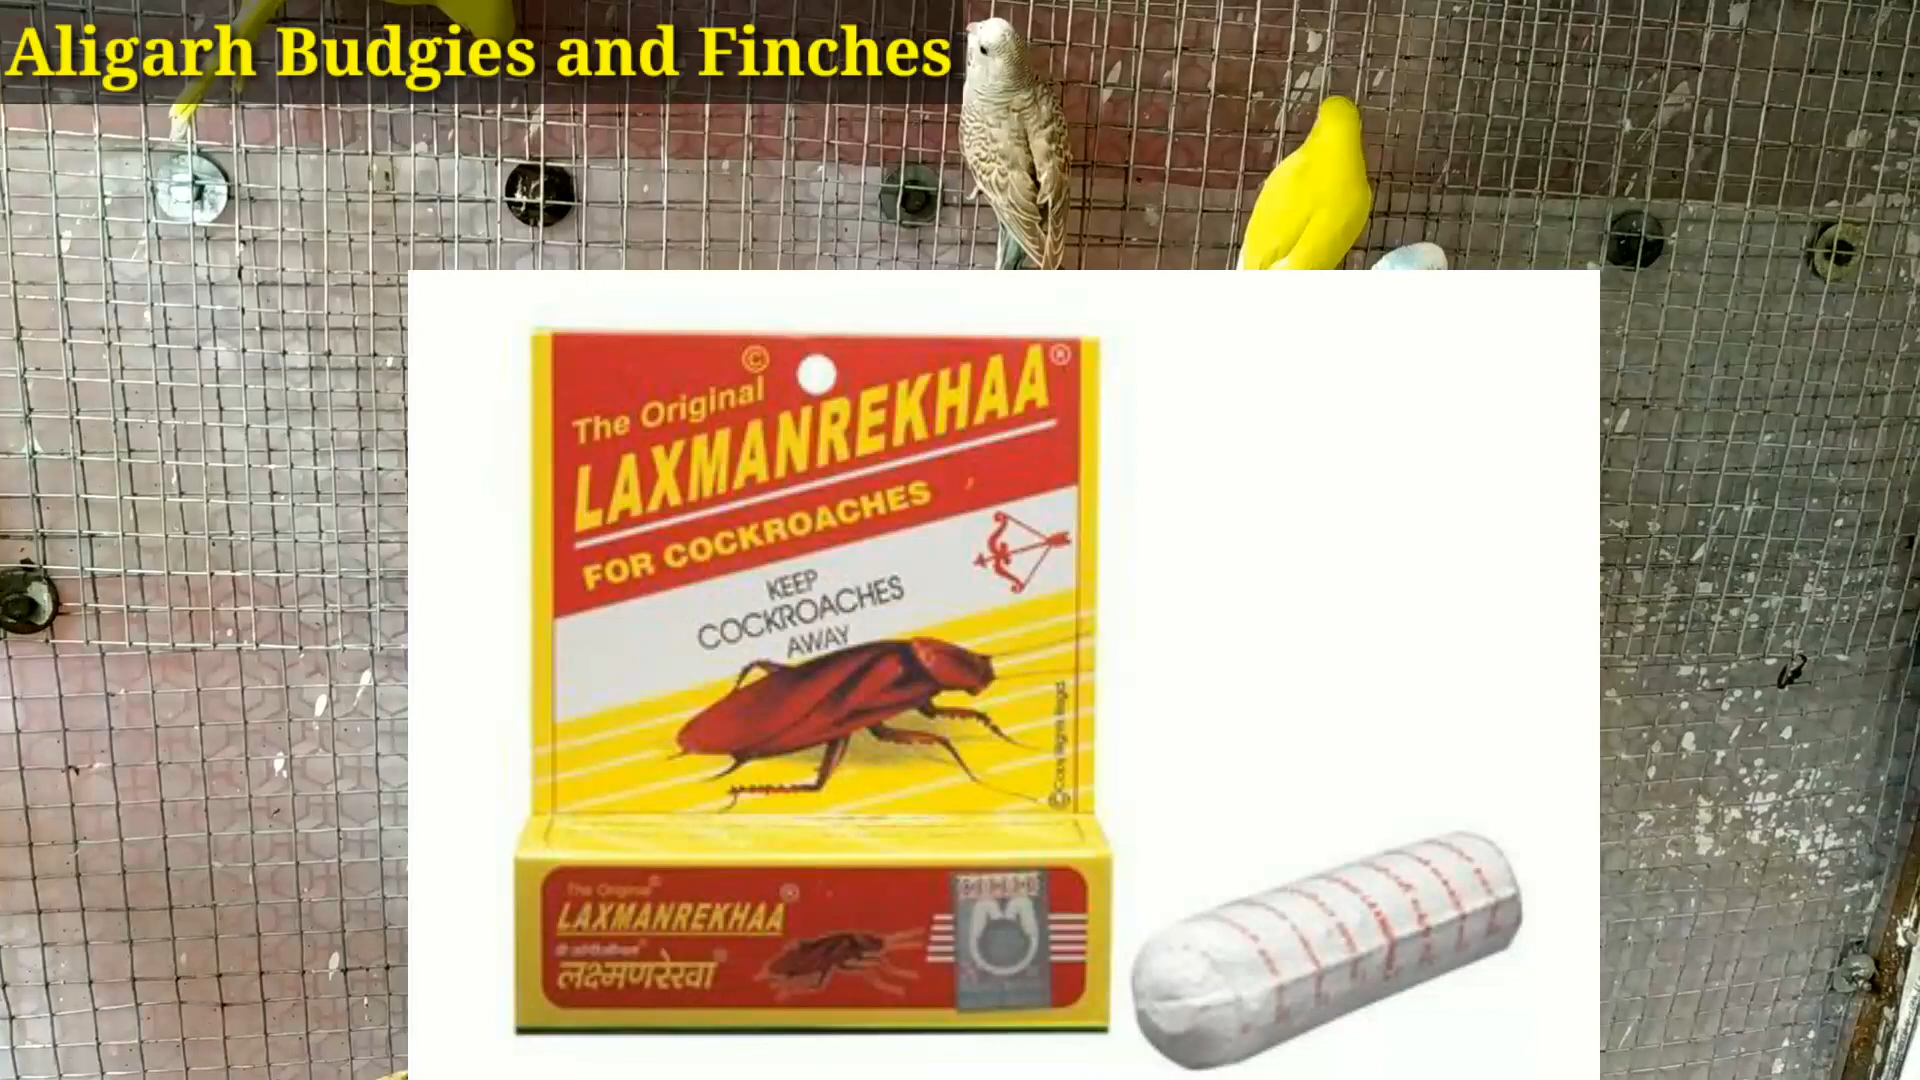 Aligarh Budgies and Finches
©
The Original
LAXMANREKHAA®
FOR COCKROACHES
KEEP
COCKROACHES
AWAY
The Original
LAXMANREKHAA®
लक्ष्मणरेखा